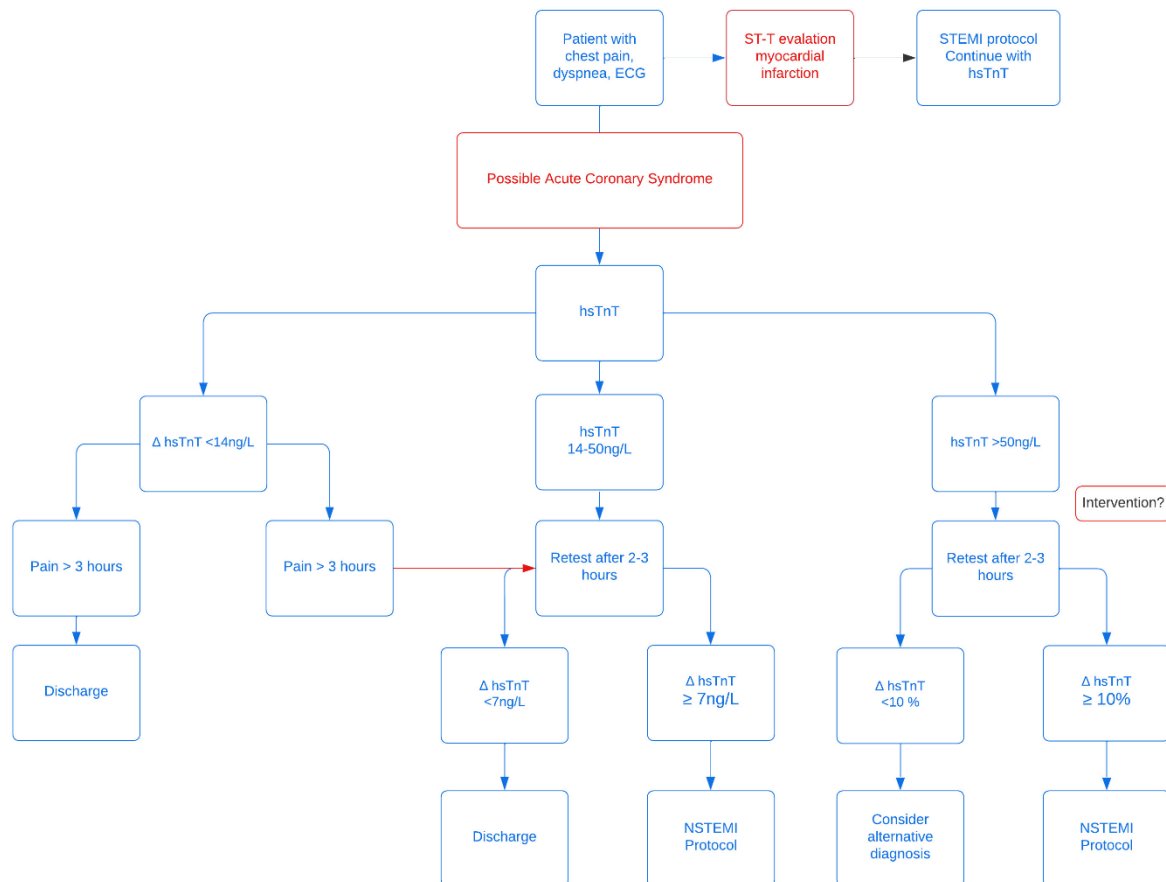 Patient with
chest pain,
dyspnea, ECG
ST-T evalation
myocardial
infarction
STEMI protocol
Continue with
hsTnT
Possible Acute Coronary Syndrome
hsTnT
Δ hsTnT <14ng/L
hsTnT
14-50ng/L
hsTnT >50ng/L
Intervention?
Pain > 3 hours
Pain > 3 hours
Retest after 2-3
hours
Retest after 2-3
hours
Δ hsTnT
<7ng/L
Δ hsTnT
≥ 7ng/L
Δ hsTnT
<10 %
Δ hsTnT
≥ 10%
Discharge
Discharge
NSTEMI
Protocol
Consider
alternative
diagnosis
NSTEMI
Protocol